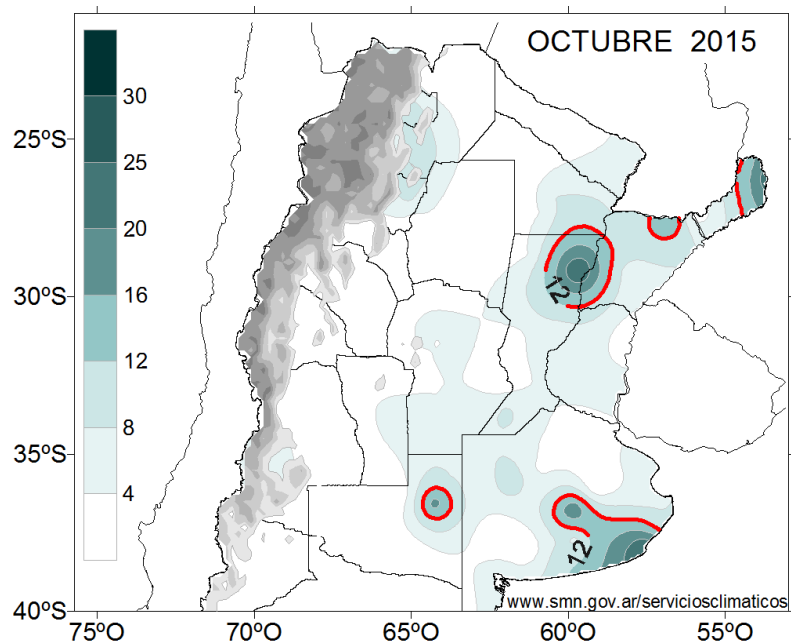 OCTUBRE 2015
30
25
20
16
12
8
4
25ºS
30ºS
35ºS
40ºS
12
12
www.smn.gov.ar/serviciosclimaticos
75ºO
70ºO
65ºO
60ºO
55ºO